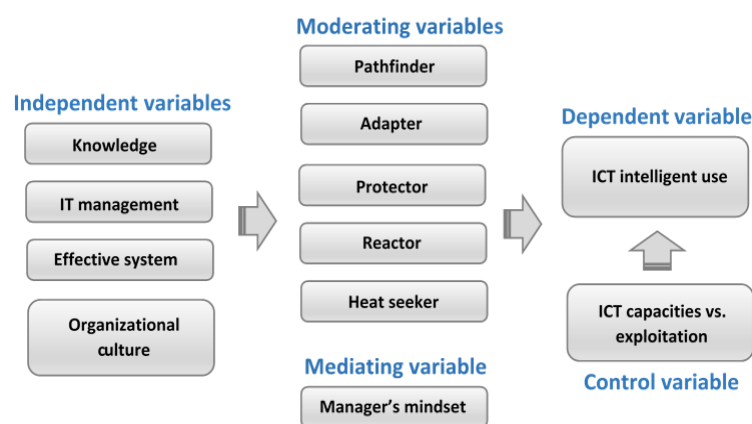 Independent variables
Knowledge
IT management
Effective system
Organizational
culture
Moderating variables
Pathfinder
Adapter
Protector
Reactor
Heat seeker
Mediating variable
Manager's mindset
Dependent variable
ICT intelligent use
ICT capacities vs.
exploitation
Control variable